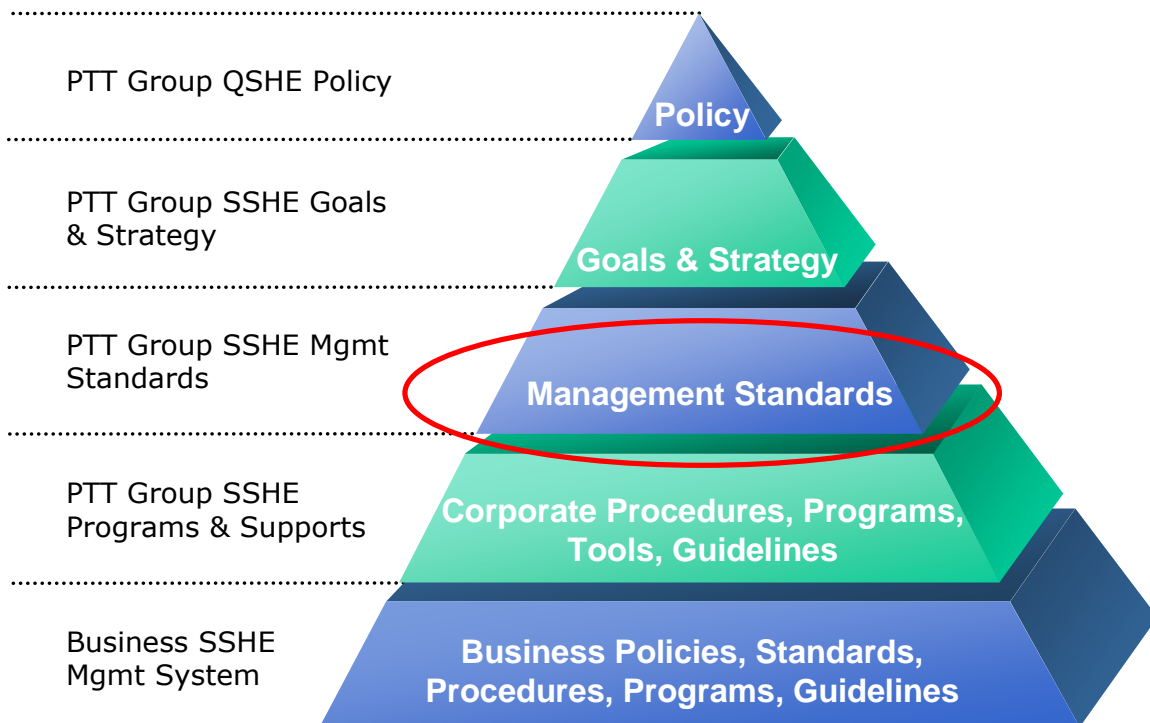 PTT Group QSHE Policy
Policy
PTT Group SSHE Goals
& Strategy
Goals & Strategy
PTT Group SSHE Mgmt
Standards
Management Standards
PTT Group SSHE
Programs & Supports
Corporate Procedures, Programs,
Tools, Guidelines
Business SSHE
Mgmt System
Business Policies, Standards,
Procedures, Programs, Guidelines